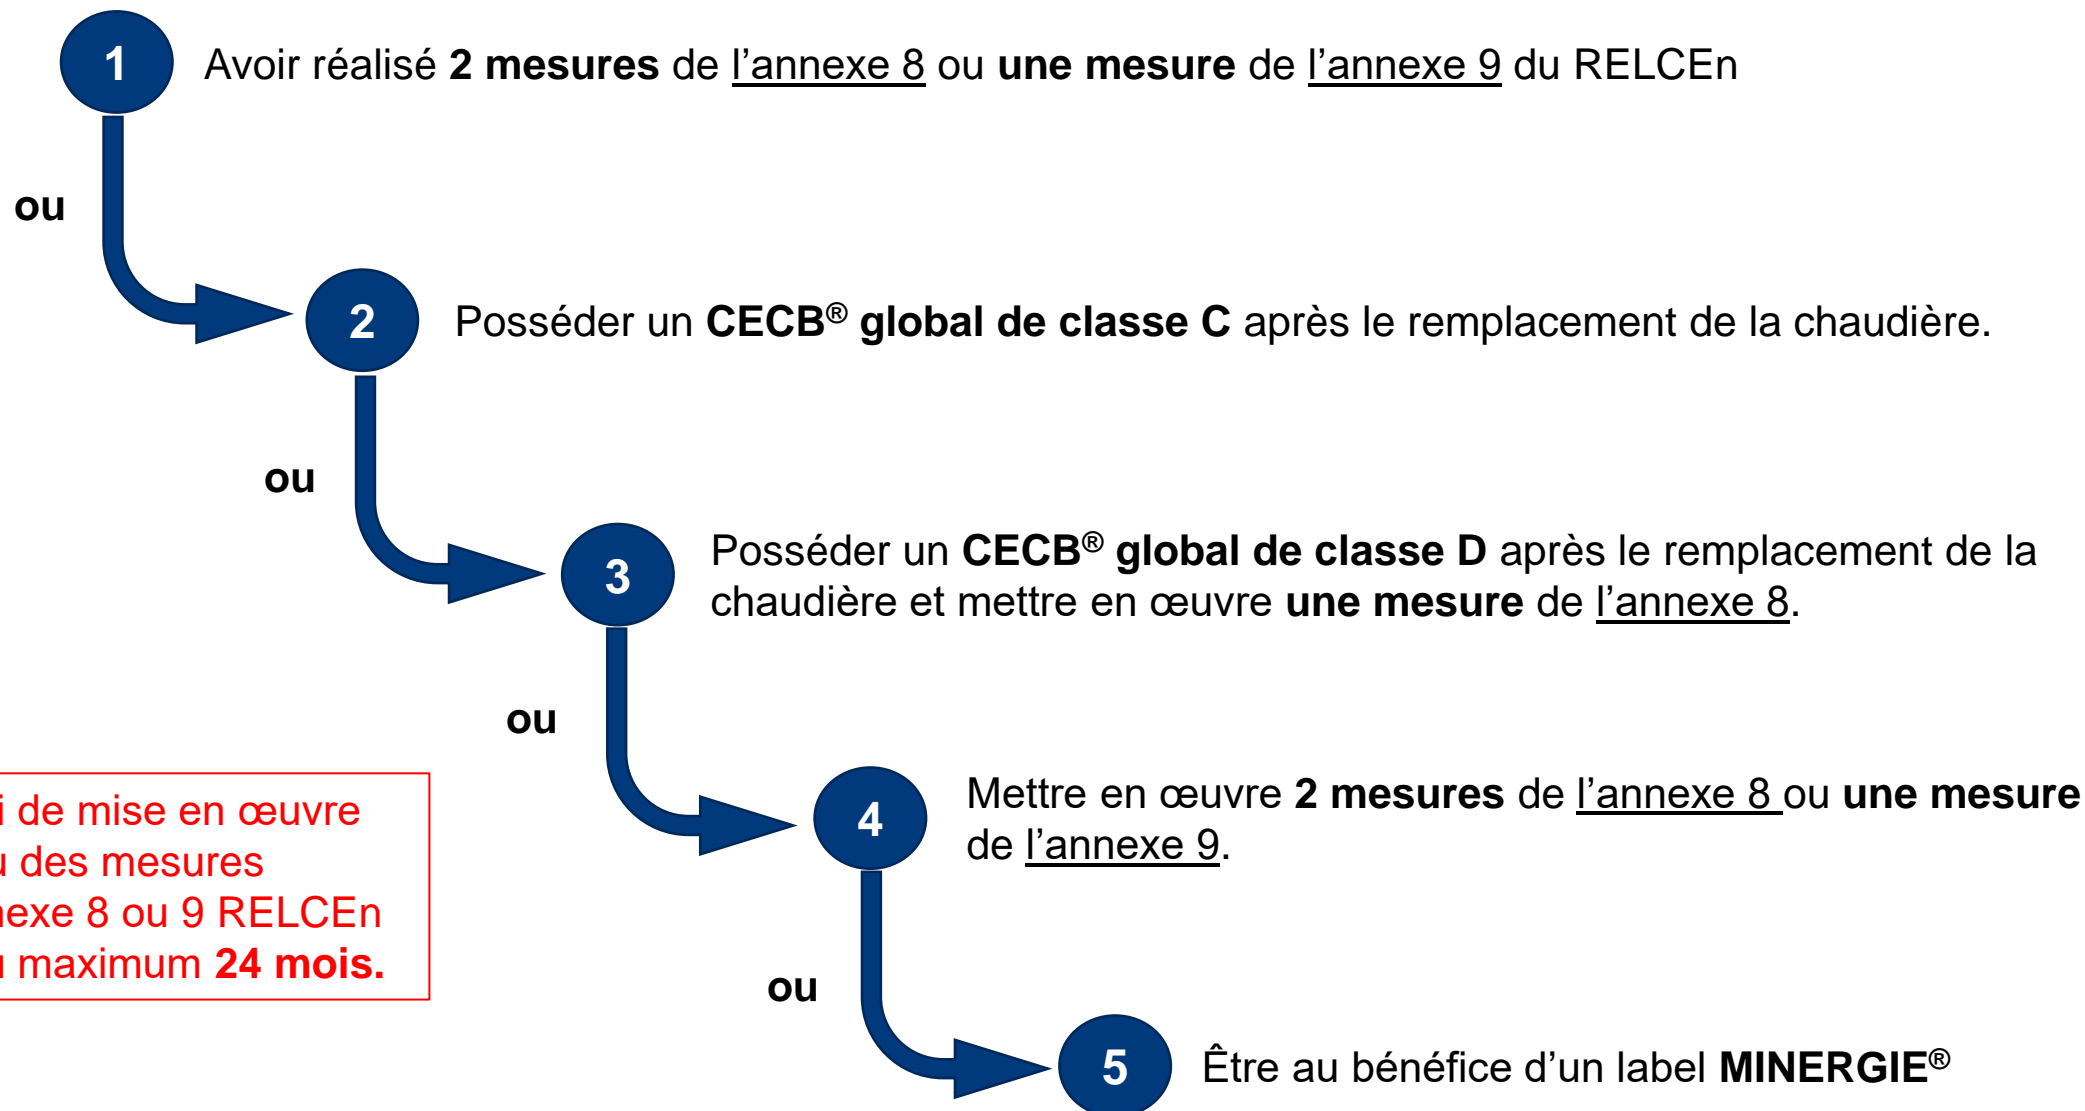 1
Avoir réalisé 2 mesures de l’annexe 8 ou une mesure de l’annexe 9 du RELCEn
ou
2
Posséder un CECB® global de classe C après le remplacement de la chaudière.
ou
3
Posséder un CECB® global de classe D après le remplacement de la
chaudière et mettre en œuvre une mesure de l’annexe 8.
ou
4
Mettre en œuvre 2 mesures de l’annexe 8 ou une mesure
de l’annexe 9.
de mise en œuvre
des mesures
8 ou 9 RELCEn
maximum 24 mois.
ou
5
Être au bénéfice d’un label MINERGIE®